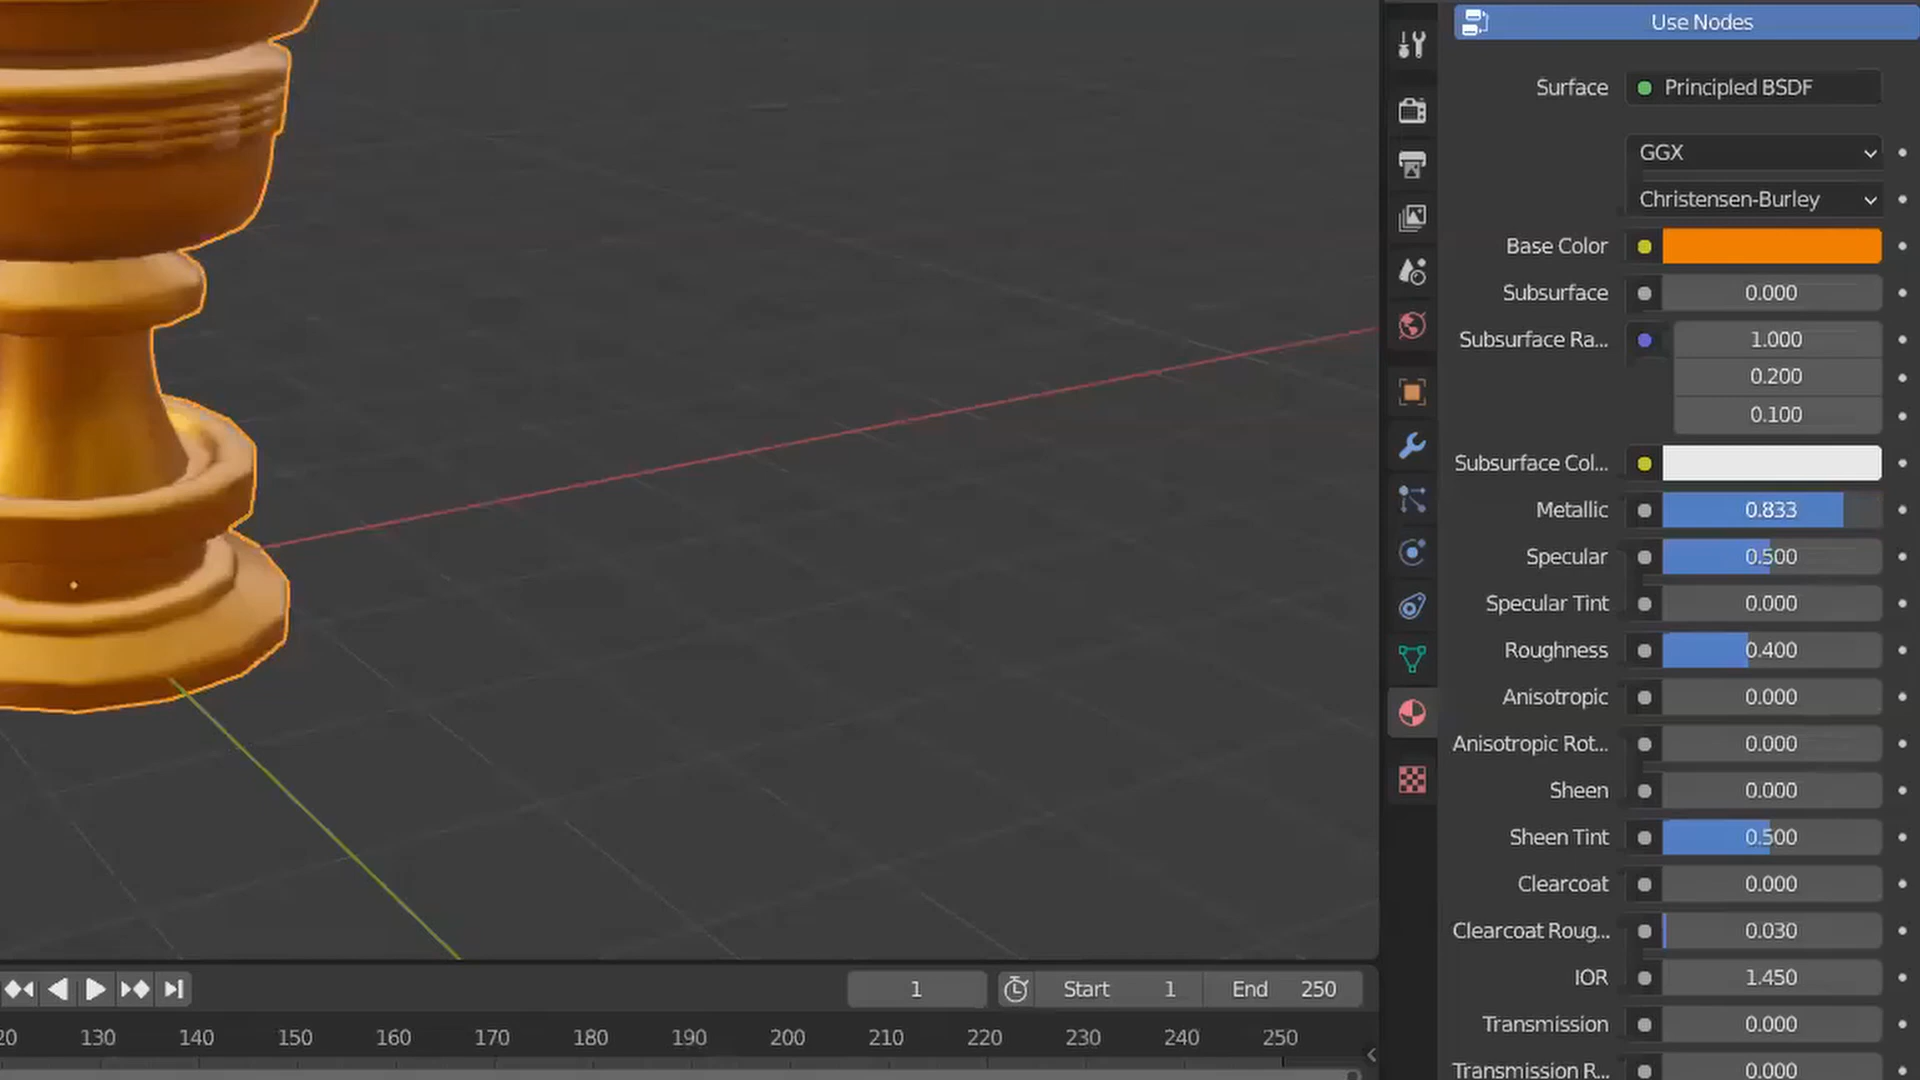 Use Nodes
Surface Principled BSDF
GGX
Christensen-Burley
Base Color
Subsurface 0.000
Subsurface Ra... 1.000
0.200
0.100
Subsurface Col...
Metallic 0.833
Specular 0.500
Specular Tint 0.000
Roughness 0.400
Anisotropic 0.000
Anisotropic Rot... 0.000
Sheen 0.000
Sheen Tint 0.500
Clearcoat 0.000
Clearcoat Roug... 0.030
IOR 1.450
Transmission 0.000
Transmission R... 0.000
1 Start 1 End 250
20 130 140 150 160 170 180 190 200 210 220 230 240 250